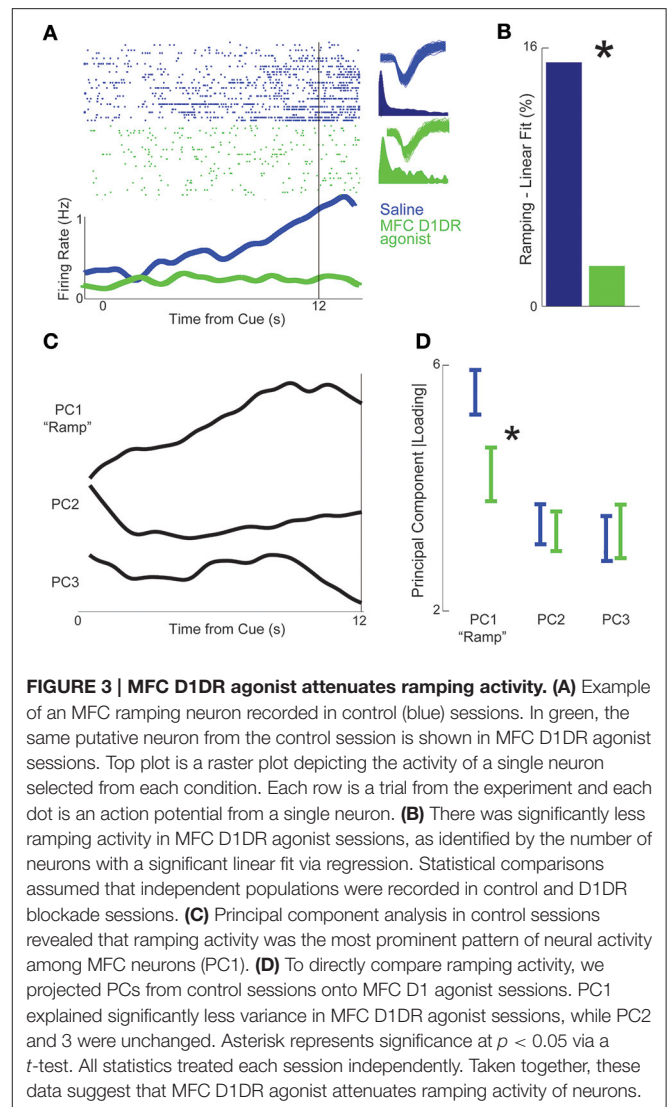 A
B
Firing Rate (Hz)
1
0
0
12
Time from Cue (s)
Saline
MFC D1DR
agonist
Ramping - Linear Fit (%)
16
0
*
C
D
PC1
"Ramp"
PC2
PC3
0
12
Time from Cue (s)
Principal Component |Loading|
6
2
*
PC1
"Ramp"
PC2
PC3
FIGURE 3 | MFC D1DR agonist attenuates ramping activity. (A) Example
of an MFC ramping neuron recorded in control (blue) sessions. In green, the
same putative neuron from the control session is shown in MFC D1DR agonist
sessions. Top plot is a raster plot depicting the activity of a single neuron
selected from each condition. Each row is a trial from the experiment and each
dot is an action potential from a single neuron. (B) There was significantly less
ramping activity in MFC D1DR agonist sessions, as identified by the number of
neurons with a significant linear fit via regression. Statistical comparisons
assumed that independent populations were recorded in control and D1DR
blockade sessions. (C) Principal component analysis in control sessions
revealed that ramping activity was the most prominent pattern of neural activity
among MFC neurons (PC1). (D) To directly compare ramping activity, we
projected PCs from control sessions onto MFC D1 agonist sessions. PC1
explained significantly less variance in MFC D1DR agonist sessions, while PC2
and 3 were unchanged. Asterisk represents significance at p < 0.05 via a
t-test. All statistics treated each session independently. Taken together, these
data suggest that MFC D1DR agonist attenuates ramping activity of neurons.